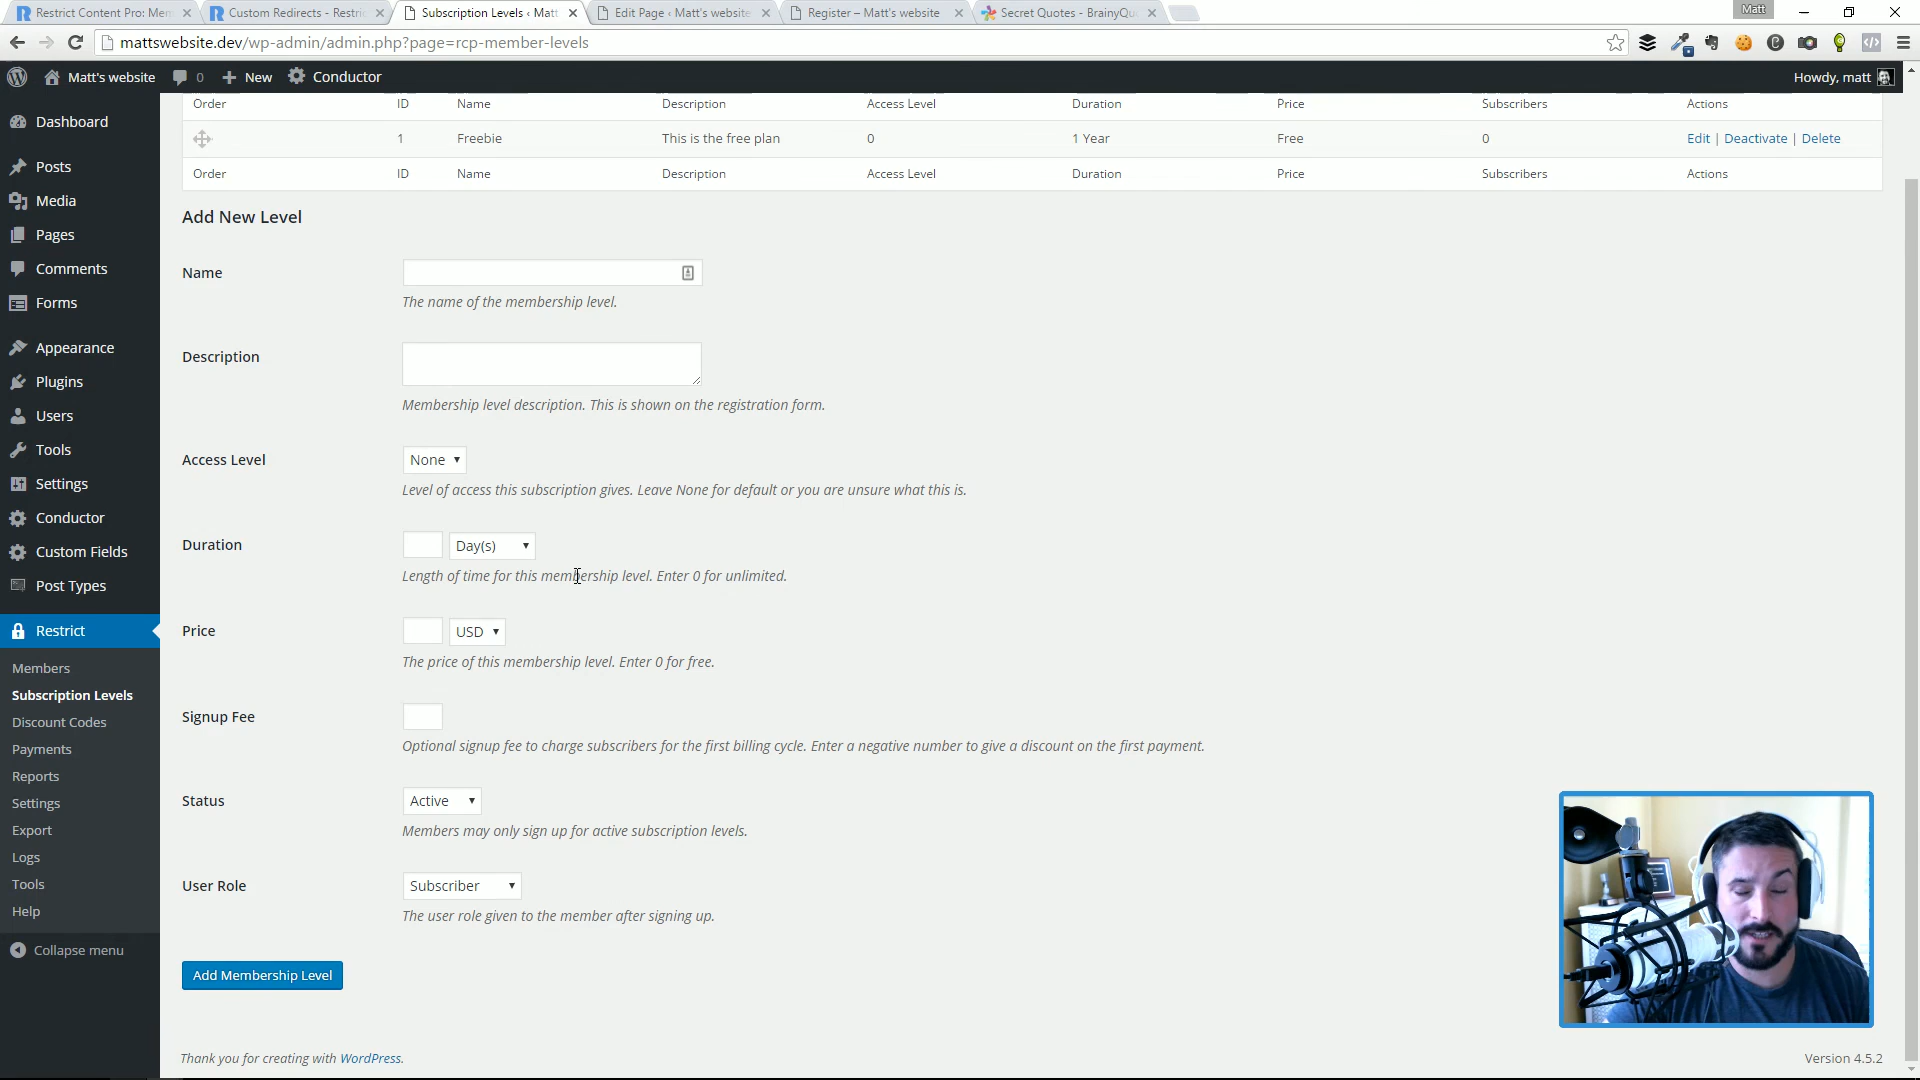 Restrict Content Pro: Mem
Custom Redirects - Restric
Subscription Levels ‹ Matt
Edit Page ‹ Matt's website
Register – Matt's website
Secret Quotes - BrainyQu
Matt
mattswebsite.dev/wp-admin/admin.php?page=rcp-member-levels
Matt's website
0
New
Conductor
Howdy, matt
Dashboard
Posts
Media
Pages
Comments
Forms
Appearance
Plugins
Users
Tools
Settings
Conductor
Custom Fields
Post Types
Restrict
Members
Subscription Levels
Discount Codes
Payments
Reports
Settings
Export
Logs
Tools
Help
Collapse menu
Order ID Name Description Access Level Duration Price Subscribers Actions
1 Freebie This is the free plan 0 1 Year Free 0 Edit | Deactivate | Delete
Order ID Name Description Access Level Duration Price Subscribers Actions
Add New Level
Name
The name of the membership level.
Description
Membership level description. This is shown on the registration form.
Access Level None
Level of access this subscription gives. Leave None for default or you are unsure what this is.
Duration Day(s)
Length of time for this membership level. Enter 0 for unlimited.
Price USD
The price of this membership level. Enter 0 for free.
Signup Fee
Optional signup fee to charge subscribers for the first billing cycle. Enter a negative number to give a discount on the first payment.
Status Active
Members may only sign up for active subscription levels.
User Role Subscriber
The user role given to the member after signing up.
Add Membership Level
Thank you for creating with WordPress.
Version 4.5.2